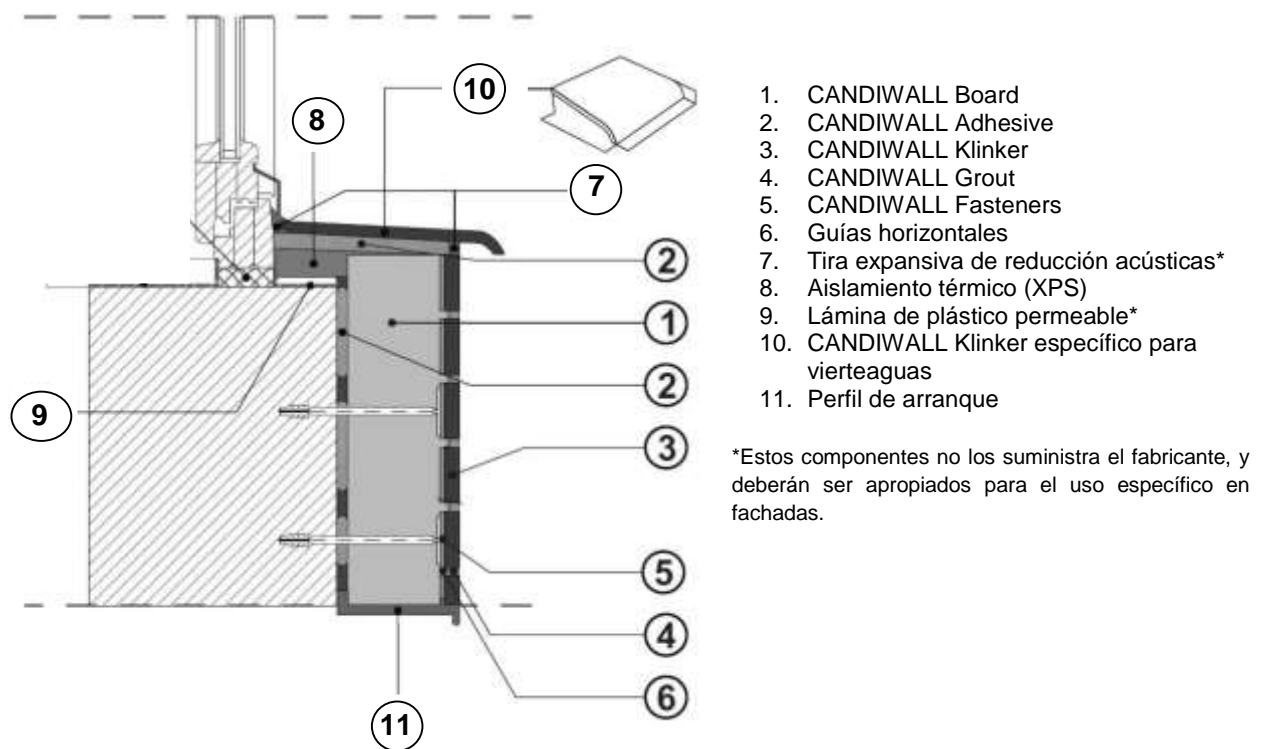 10
8
7
2
1
2
9
3
5
4
6
11
1. CANDIWALL Board
2. CANDIWALL Adhesive
3. CANDIWALL Klinker
4. CANDIWALL Grout
5. CANDIWALL Fasteners
6. Guías horizontales
7. Tira expansiva de reducción acústicas*
8. Aislamiento térmico (XPS)
9. Lámina de plástico permeable*
10. CANDIWALL Klinker específico para
vierteaguas
11. Perfil de arranque
*Estos componentes no los suministra el fabricante, y
deberán ser apropiados para el uso específico en
fachadas.